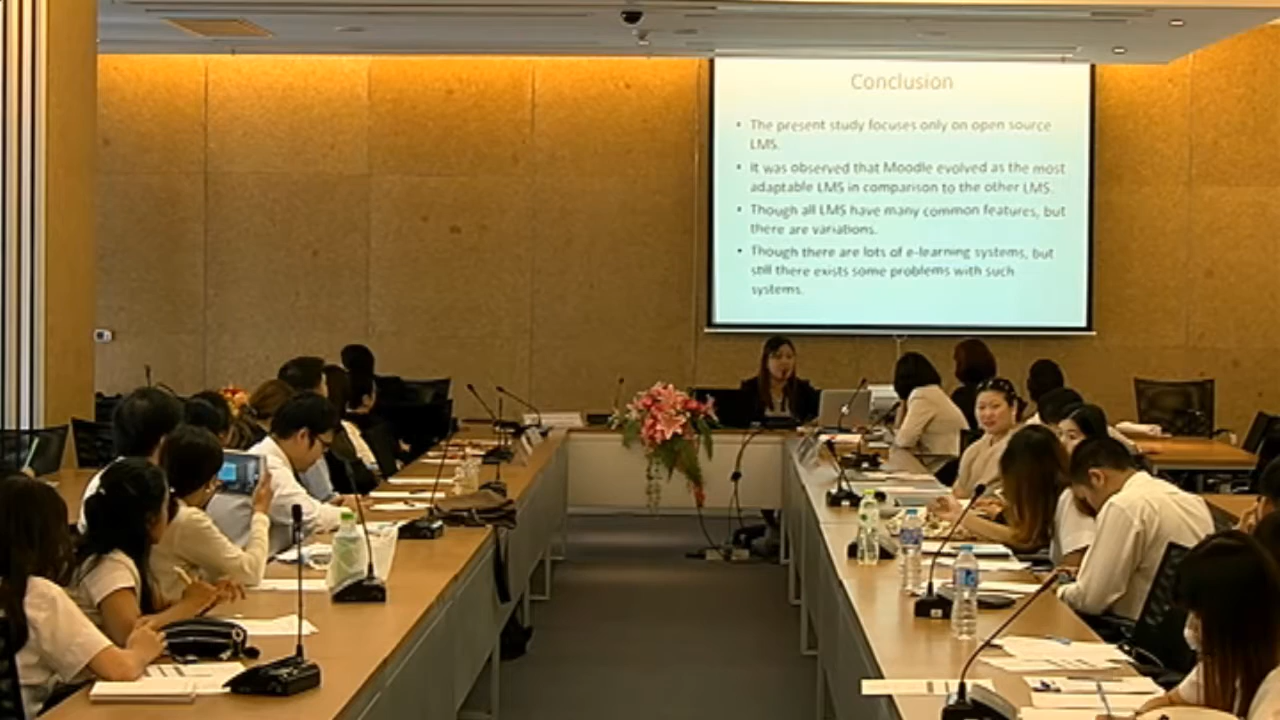 Conclusion
• The present study focuses only on open source
LMS.
• It was observed that Moodle evolved as the most
adaptable LMS in comparison to the other LMS.
• Though all LMS have many common features, but
there are variations.
• Though there are lots of e-learning systems, but
still there exists some problems with such
systems.